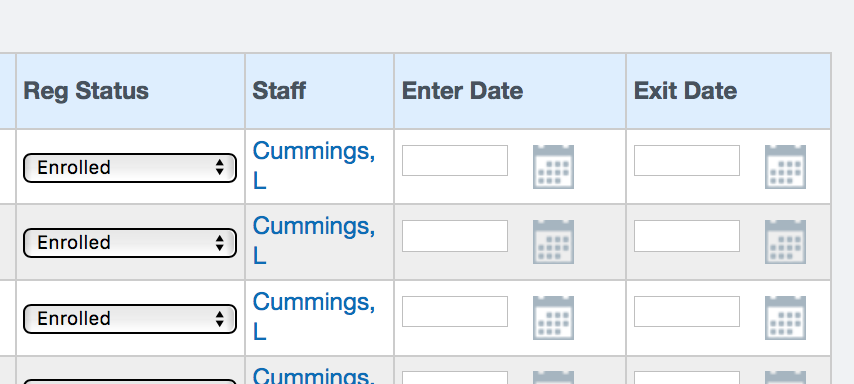 Reg Status Staff Enter Date Exit Date
Enrolled Cummings, L
Enrolled Cummings, L
Enrolled Cummings, L
Cummings,